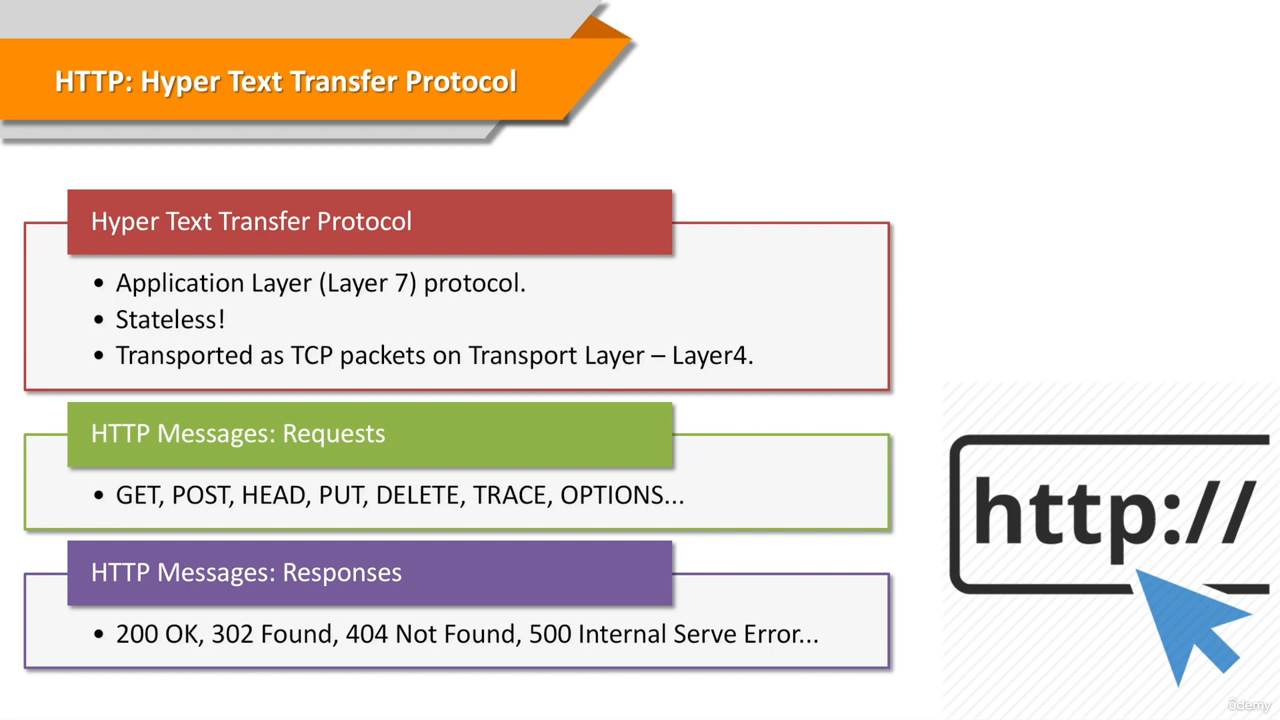 HTTP: Hyper Text Transfer Protocol
Hyper Text Transfer Protocol
• Application Layer (Layer 7) protocol.
• Stateless!
• Transported as TCP packets on Transport Layer – Layer4.
HTTP Messages: Requests
• GET, POST, HEAD, PUT, DELETE, TRACE, OPTIONS...
HTTP Messages: Responses
• 200 OK, 302 Found, 404 Not Found, 500 Internal Serve Error...
http://
ûdemy